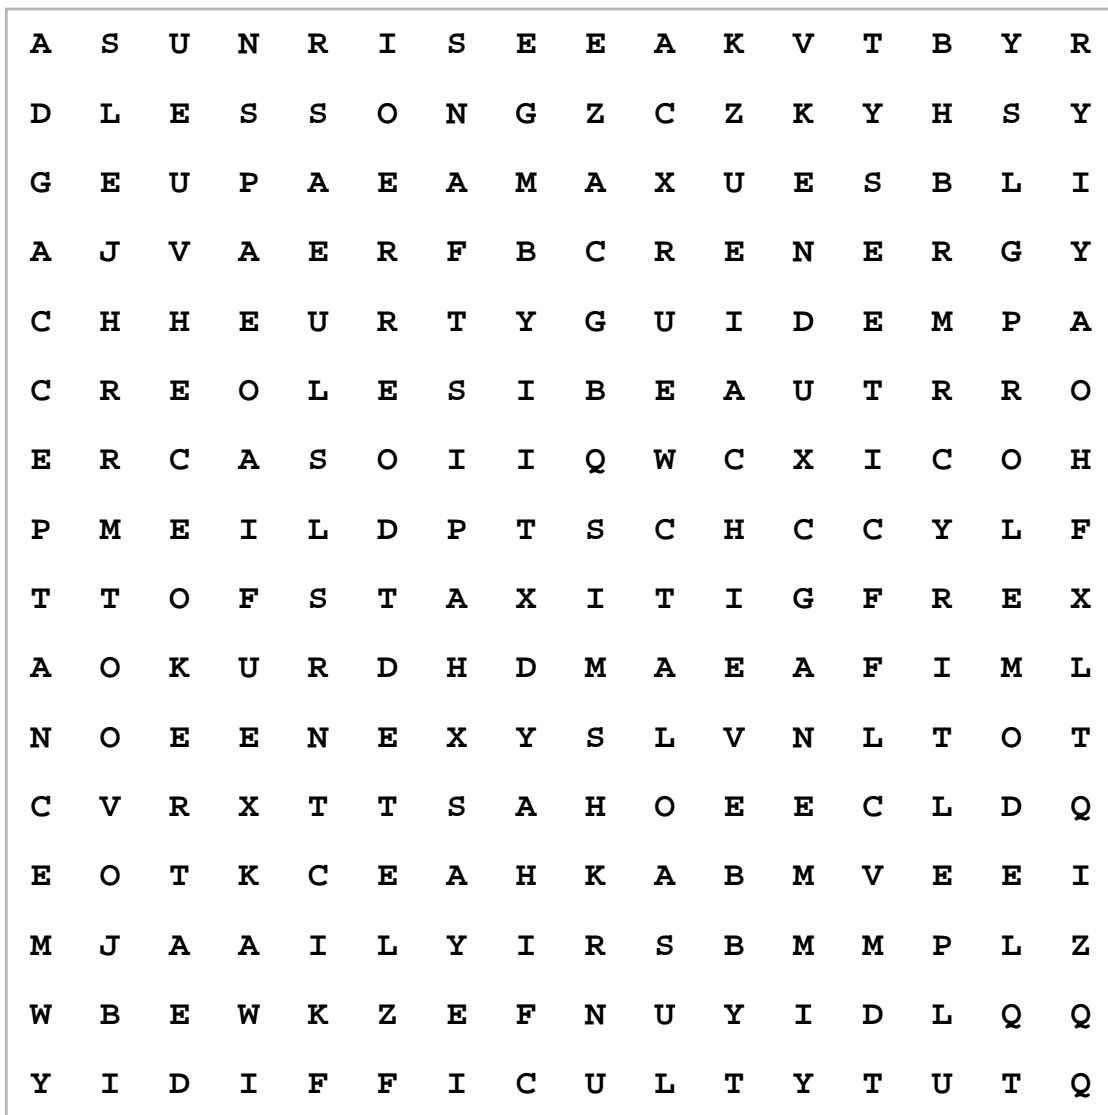 A S U N R I S E E A K V T B Y R
D L E S S O N G Z C Z K Y H S Y
G E U P A E A M A X U E S B L I
A J V A E R F B C R E N E R G Y
C H H E U R T Y G U I D E M P A
C R E O L E S I B E A U T R R O
E R C A S O I I Q W C X I C O H
P M E I L D P T S C H C C Y L F
T T O F S T A X I T I G F R E X
A O K U R D H D M A E A F I M L
N O E E N E X Y S L V N L T O T
C V R X T T S A H O E E C L D Q
E O T K C E A H K A B M V E E I
M J A A I L Y I R S B M M P L Z
W B E W K Z E F N U Y I D L Q Q
Y I D I F F I C U L T Y T U T Q